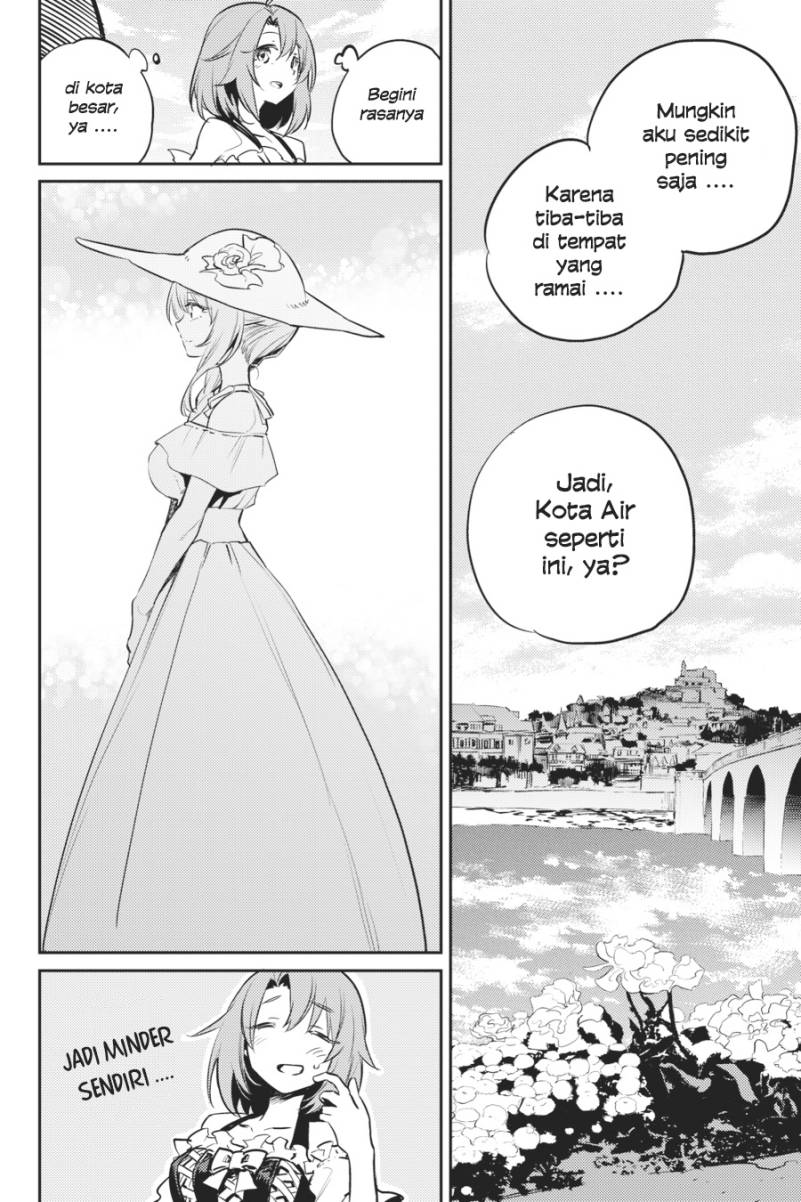 Mungkin
aku sedikit
pening
saja ....
Karena
tiba-tiba
di tempat
yang
ramai ....
Jadi,
Kota Air
seperti
ini, ya?
Begini
rasanya
di kota
besar,
ya ....
JADI MINDER
SENDIRI ....